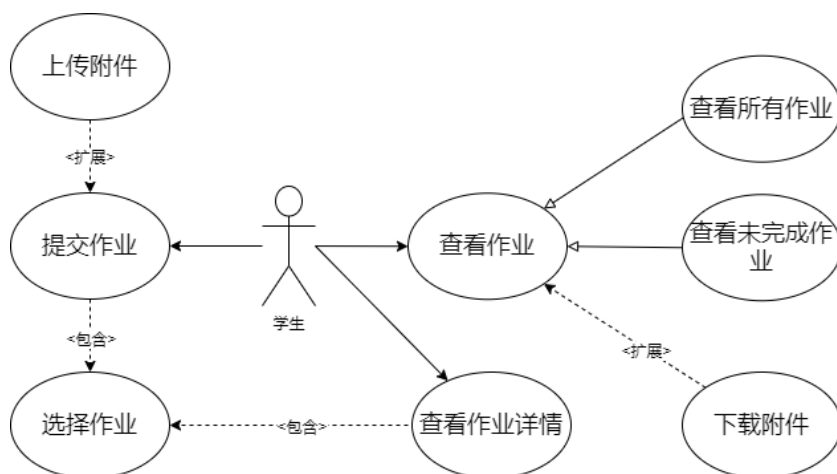 上传附件
查看所有作业
<扩展>
提交作业
查看作业
查看未完成作
业
学生
<包含>
<扩展>
选择作业
<包含>
查看作业详情
下载附件